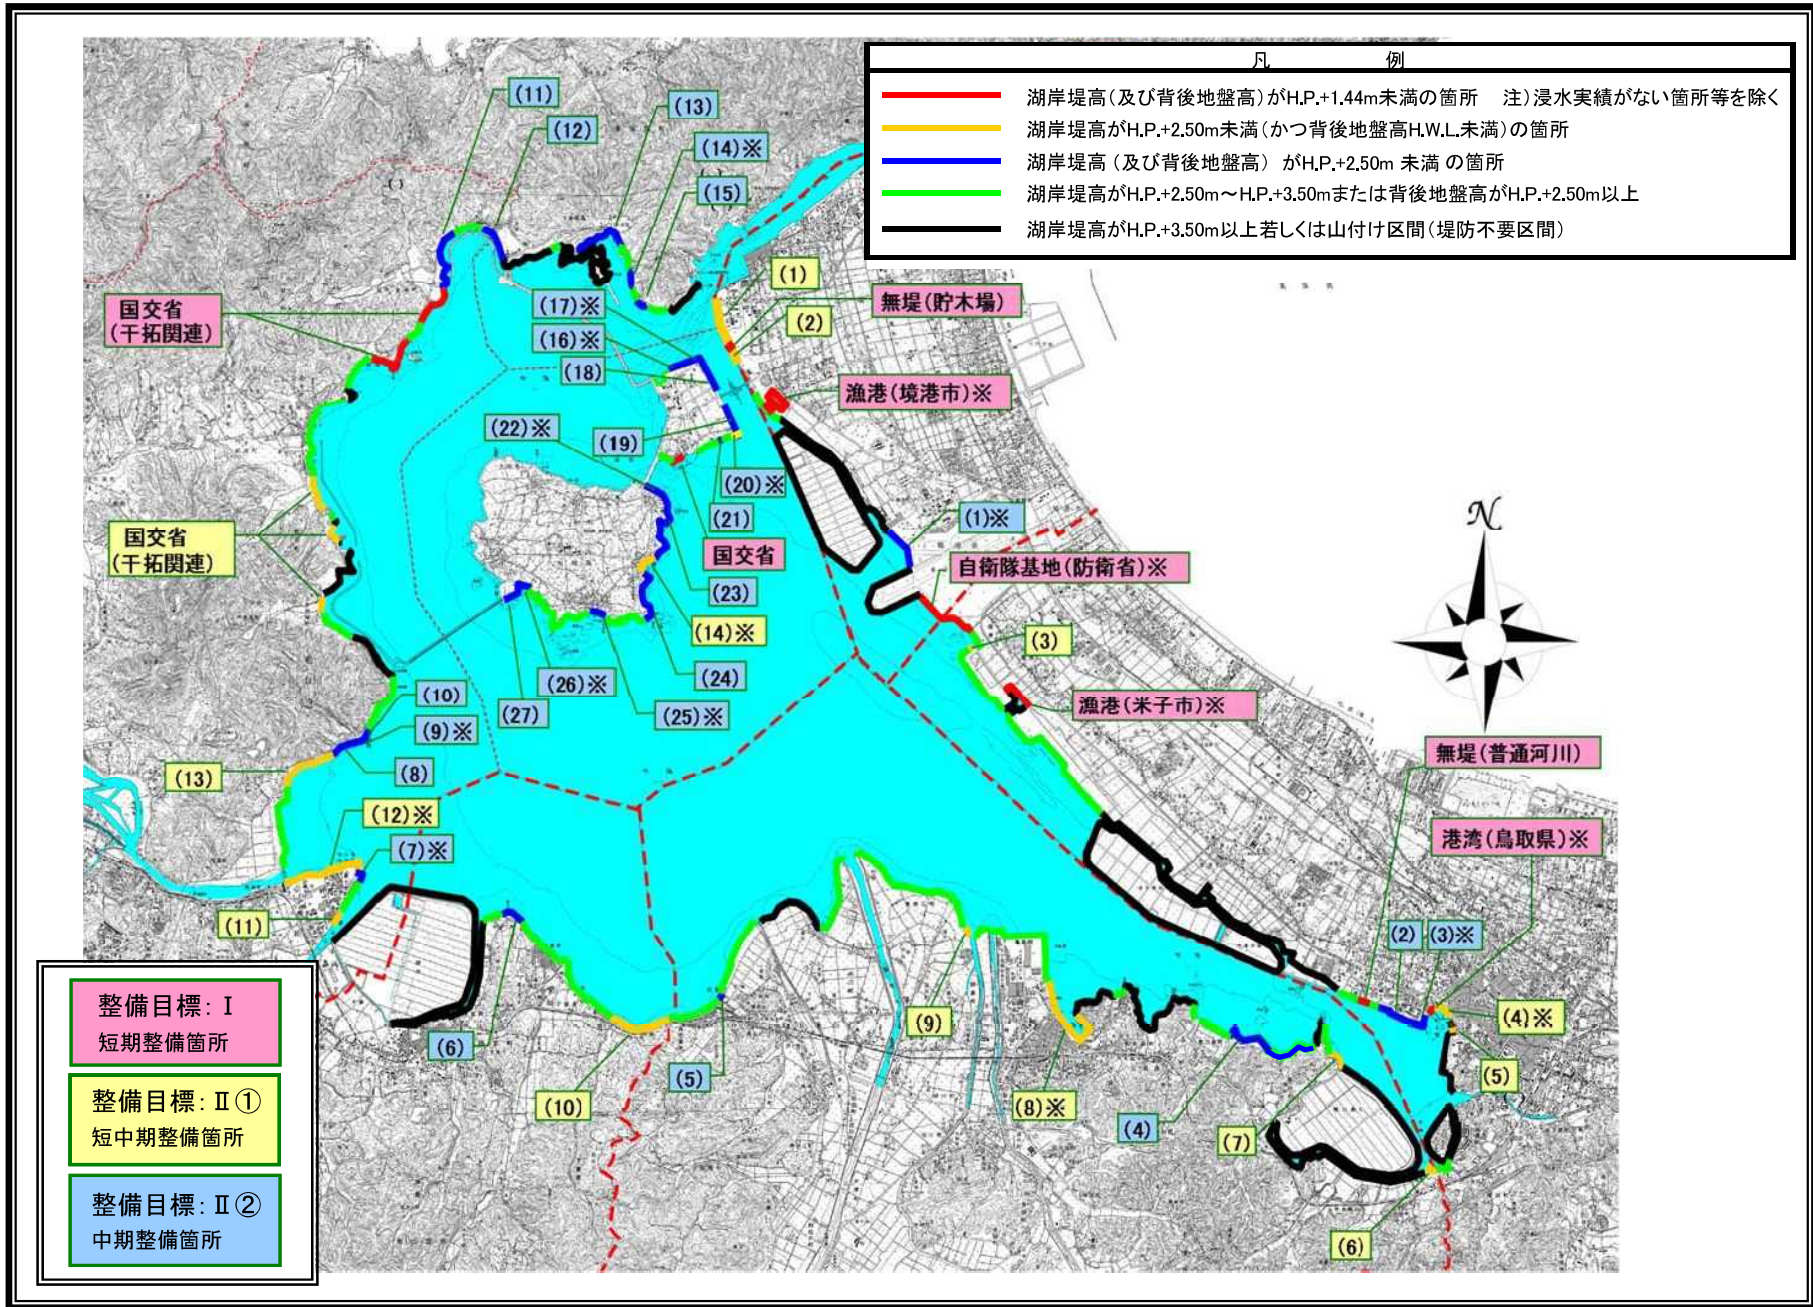 凡 例
湖岸堤高(及び背後地盤高)がH.P.+1.44m未満の箇所 注)浸水実績がない箇所等を除く
湖岸堤高がH.P.+2.50m未満(かつ背後地盤高H.W.L.未満)の箇所
湖岸堤高(及び背後地盤高) がH.P.+2.50m 未満 の箇所
湖岸堤高がH.P.+2.50m～H.P.+3.50mまたは背後地盤高がH.P.+2.50m以上
湖岸堤高がH.P.+3.50m以上若しくは山付け区間(堤防不要区間)
(11)
(12)
(13)
(14)※
(15)
(1)
無堤(貯木場)
(2)
国交省
(干拓関連)
(17)※
(16)※
(18)
漁港(境港市)※
(22)※
(19)
(20)※
(21)
(1)※
国交省
(干拓関連)
国交省
自衛隊基地(防衛省)※
(23)
(14)※
(3)
(24)
(26)※
(27)
(25)※
(10)
(9)※
(8)
漁港(米子市)※
N
無堤(普通河川)
(13)
(12)※
(7)※
港湾(鳥取県)※
(11)
(2)
(3)※
(4)※
(9)
(6)
(5)
(5)
(10)
(8)※
(4)
(7)
(6)
整備目標：Ⅰ
短期整備箇所
整備目標：Ⅱ①
短中期整備箇所
整備目標：Ⅱ②
中期整備箇所